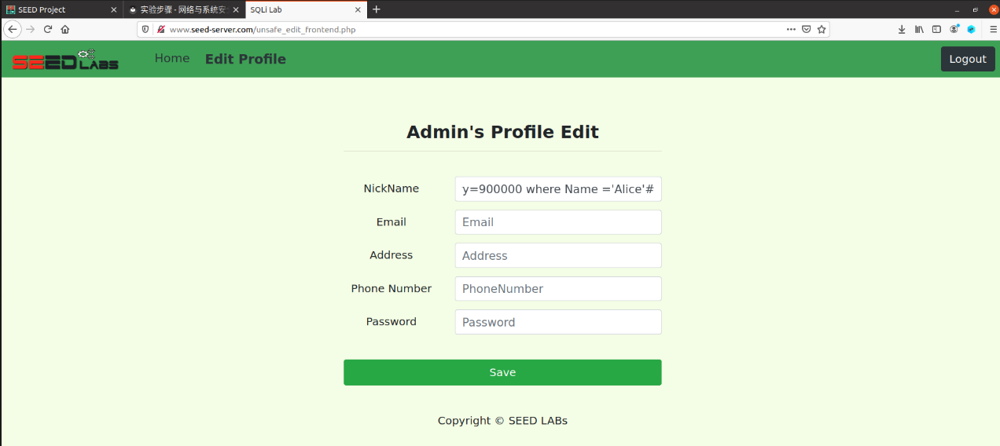 SEED Project
实验步骤 - 网络与系统安
SQLi Lab
www.seed-server.com/unsafe_edit_frontend.php
SEED LABS
Home
Edit Profile
Logout
Admin's Profile Edit
NickName
y=900000 where Name ='Alice'#
Email
Email
Address
Address
Phone Number
PhoneNumber
Password
Password
Save
Copyright © SEED LABs